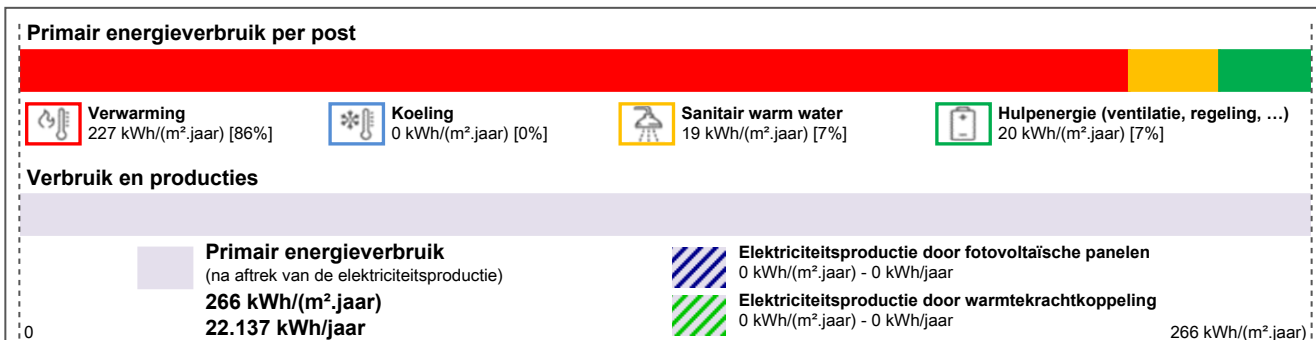 Primair energieverbruik per post
Verwarming
227 kWh/(m².jaar) [86%]
Koeling
0 kWh/(m².jaar) [0%]
Sanitair warm water
19 kWh/(m².jaar) [7%]
Hulpenergie (ventilatie, regeling, …)
20 kWh/(m².jaar) [7%]
Verbruik en producties
Primair energieverbruik
(na aftrek van de elektriciteitsproductie)
266 kWh/(m².jaar)
22.137 kWh/jaar
Elektriciteitsproductie door fotovoltaïsche panelen
0 kWh/(m².jaar) - 0 kWh/jaar
Elektriciteitsproductie door warmtekrachtkoppeling
0 kWh/(m².jaar) - 0 kWh/jaar
0
266 kWh/(m².jaar)